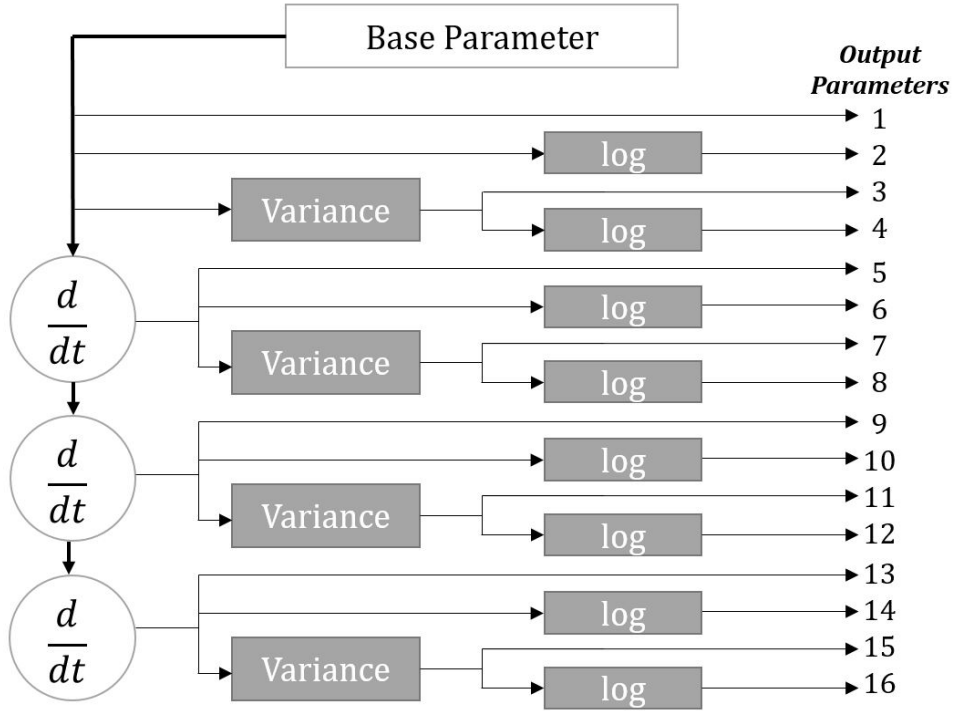 Base Parameter
Output
Parameters
1
log 2
Variance 3
log 4
d
dt
5
log 6
Variance 7
log 8
d
dt
9
log 10
Variance 11
log 12
d
dt
13
log 14
Variance 15
log 16